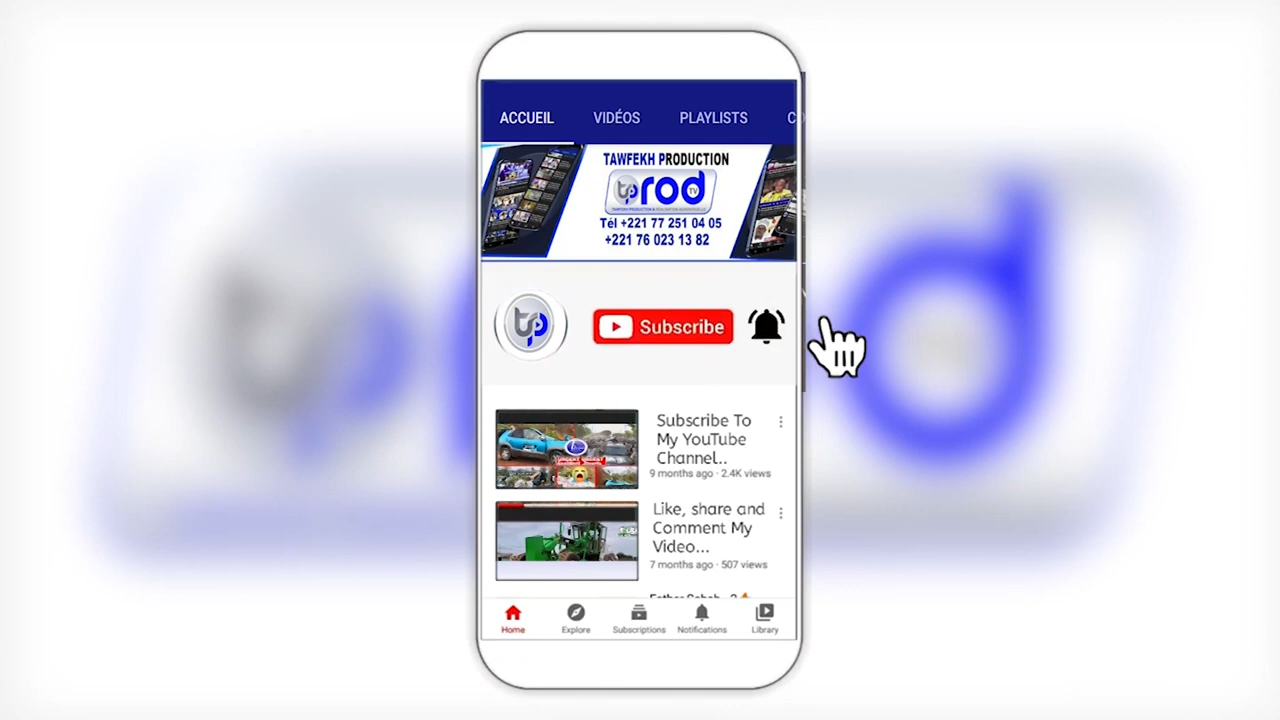 ACCUEIL VIDÉOS PLAYLISTS
TAWFEKH PRODUCTION
tprod TV
Tél +221 77 251 04 05
+221 76 023 13 82
tp
Subscribe
Subscribe To
My YouTube
Channel..
9 months ago · 2.4K views
Like, share and
Comment My
Video...
7 months ago · 507 views
Home Explore Subscriptions Notifications Library